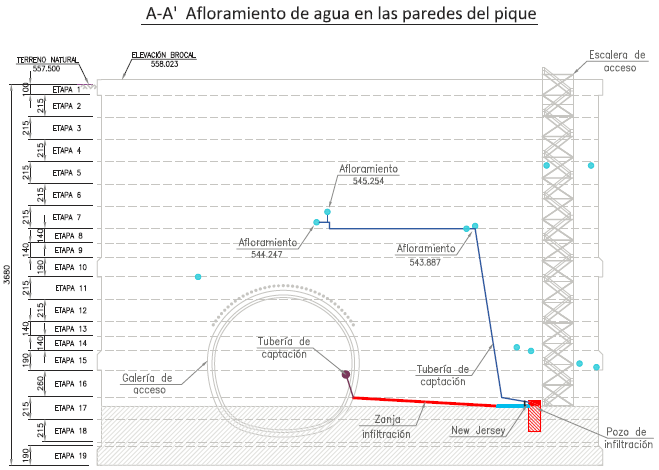 A-A' Afloramiento de agua en las paredes del pique
TERRENO NATURAL
557.500
ELEVACIÓN BROCAL
558.023
Escalera de
acceso
100
ETAPA 1
215
ETAPA 2
215
ETAPA 3
215
ETAPA 4
215
ETAPA 5
215
ETAPA 6
215
ETAPA 7
140
ETAPA 8
140
ETAPA 9
190
ETAPA 10
215
ETAPA 11
215
ETAPA 12
140
ETAPA 13
140
ETAPA 14
190
ETAPA 15
260
ETAPA 16
215
ETAPA 17
215
ETAPA 18
190
ETAPA 19
3680
Afloramiento
545.254
Afloramiento
544.247
Afloramiento
543.887
Tubería de
captación
Galería de
acceso
Tubería de
captación
Zanja
infiltración
New Jersey
Pozo de
infiltración